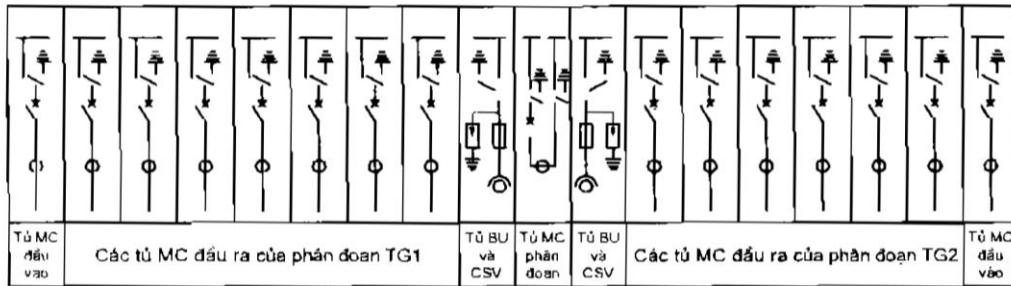 Tủ MC
đầu
vào
Các tủ MC đầu ra của phân đoạn TG1
Tủ BU
và
CSV
Tủ MC
phân
đoạn
Tủ BU
và
CSV
Các tủ MC đầu ra của phân đoạn TG2
Tủ MC
đầu
vào